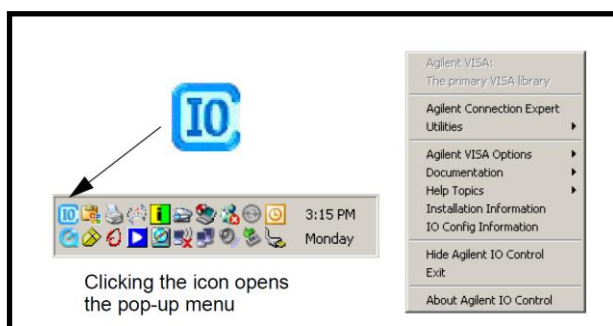 IO
IO
3:15 PM
Monday
Clicking the icon opens
the pop-up menu
Agilent VISA:
The primary VISA library
Agilent Connection Expert
Utilities
Agilent VISA Options
Documentation
Help Topics
Installation Information
IO Config Information
Hide Agilent IO Control
Exit
About Agilent IO Control